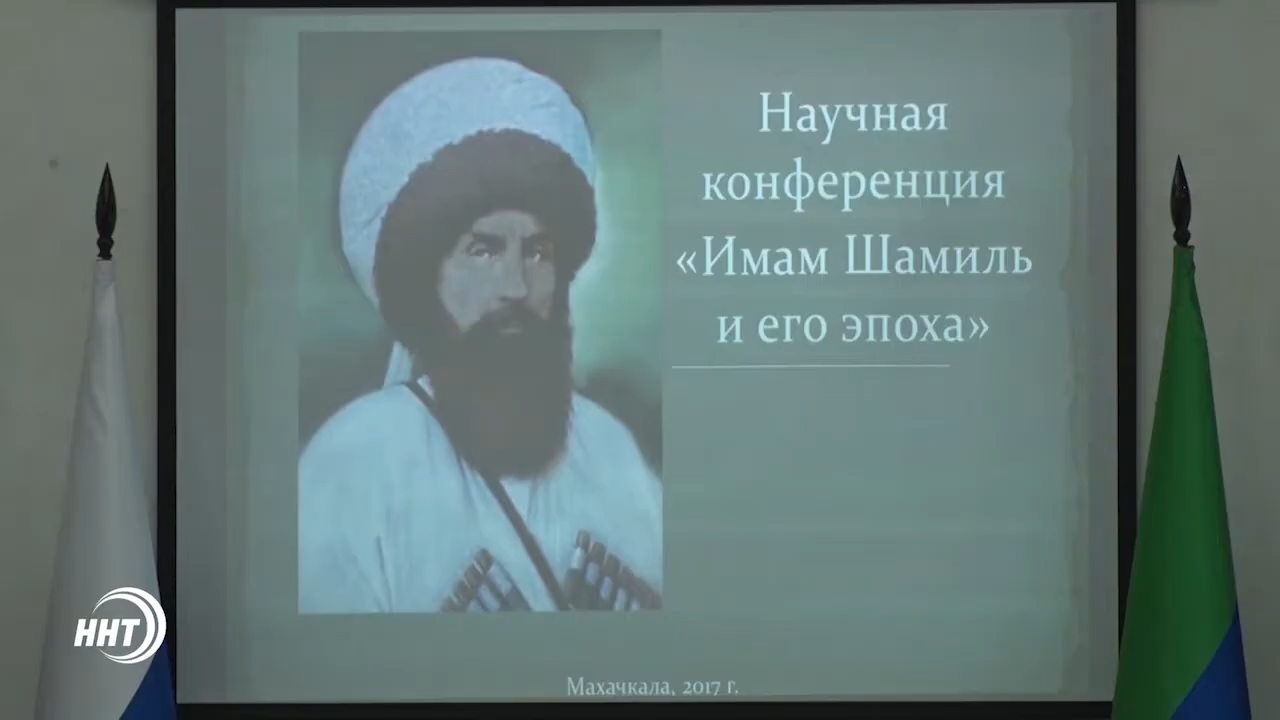 Научная
конференция
«Имам Шамиль
и его эпоха»
Махачкала, 2017 г.
ННТ